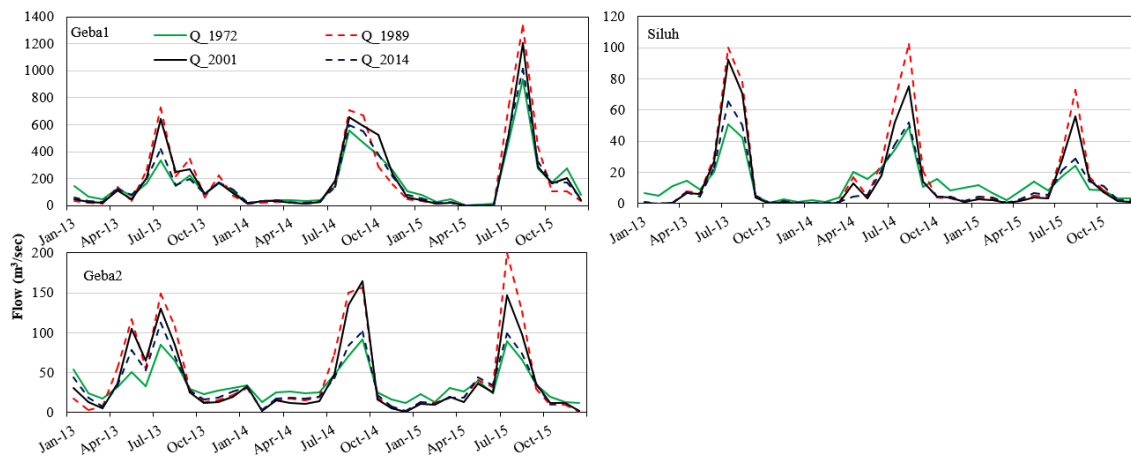 1400
1200
1000
800
600
400
200
0
Geba1
Q_1972
Q_1989
Q_2001
Q_2014
Jan-13
Apr-13
Jul-13
Oct-13
Jan-14
Apr-14
Jul-14
Oct-14
Jan-15
Apr-15
Jul-15
Oct-15
120
100
80
60
40
20
0
Siluh
Jan-13
Apr-13
Jul-13
Oct-13
Jan-14
Apr-14
Jul-14
Oct-14
Jan-15
Apr-15
Jul-15
Oct-15
Flow (m³/sec)
200
150
100
50
0
Geba2
Jan-13
Apr-13
Jul-13
Oct-13
Jan-14
Apr-14
Jul-14
Oct-14
Jan-15
Apr-15
Jul-15
Oct-15